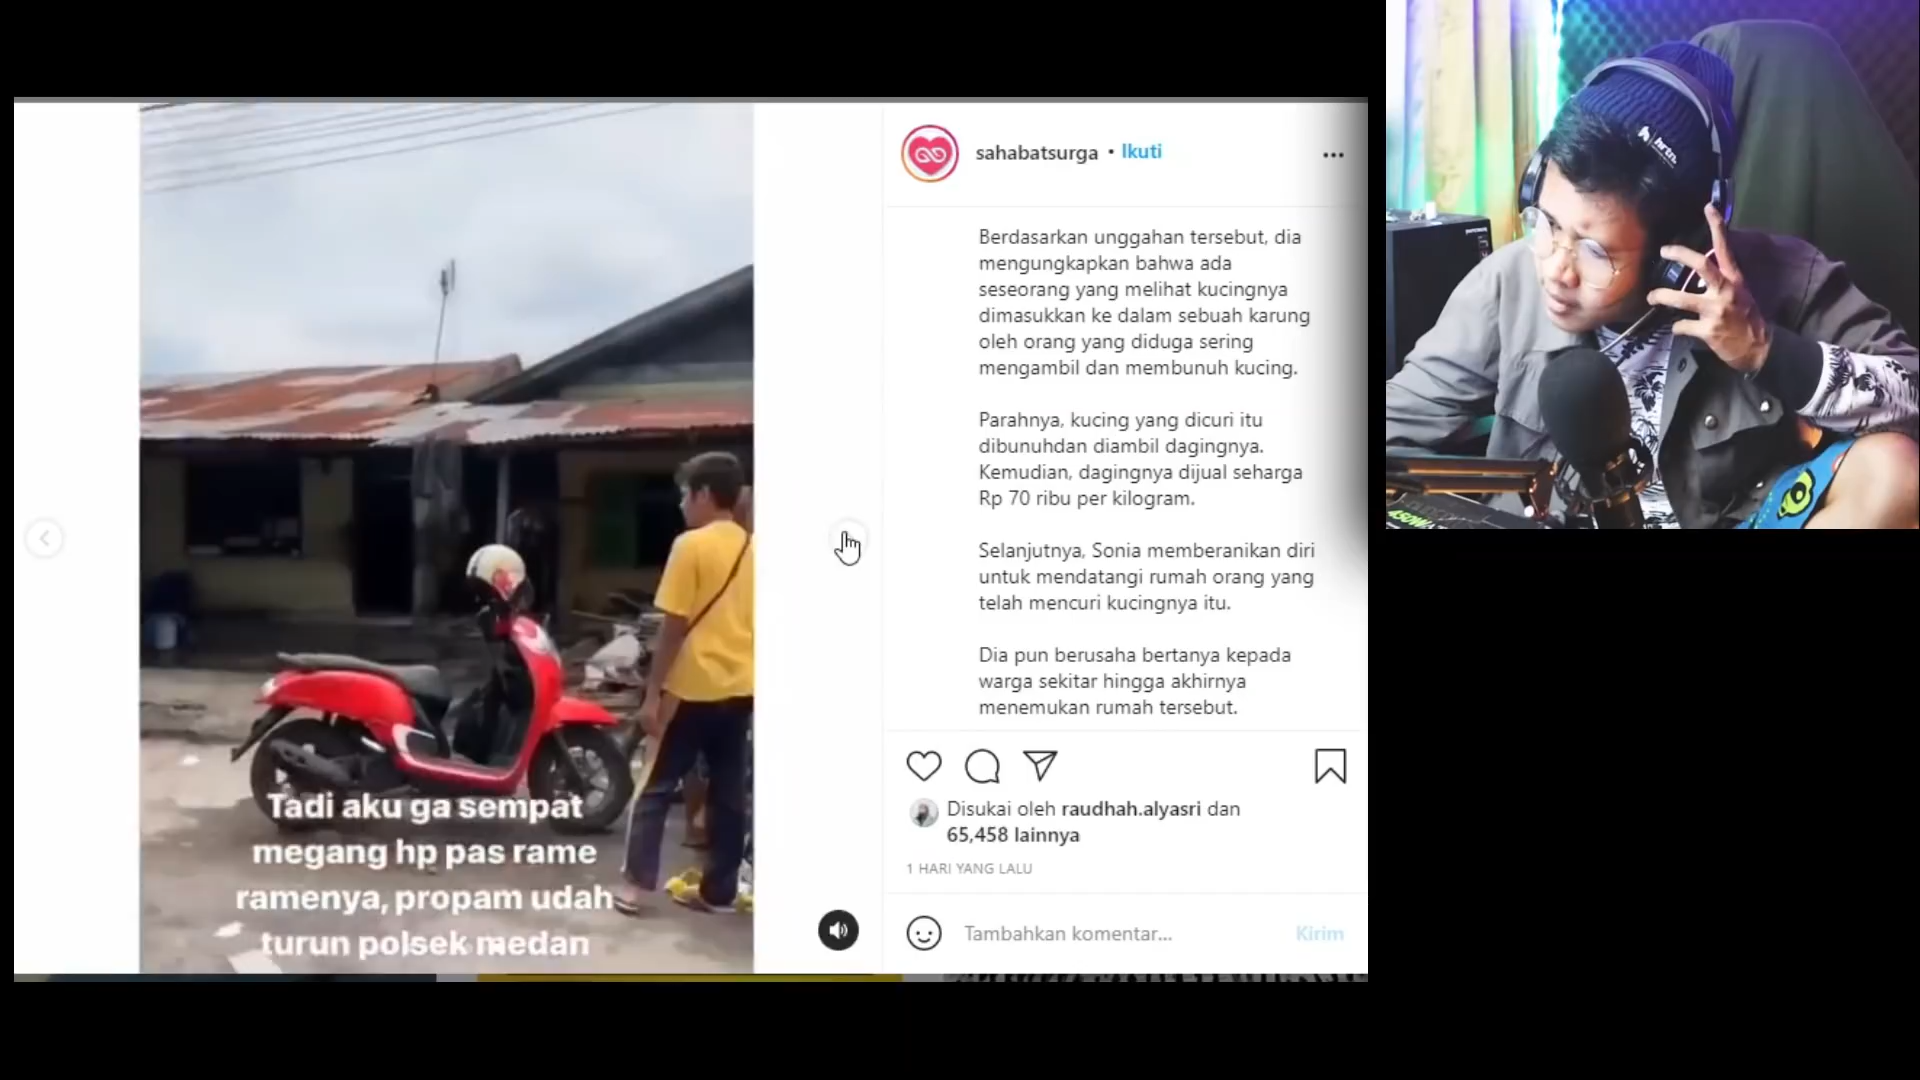 sahabatsurga • Ikuti
Berdasarkan unggahan tersebut, dia
mengungkapkan bahwa ada
seseorang yang melihat kucingnya
dimasukkan ke dalam sebuah karung
oleh orang yang diduga sering
mengambil dan membunuh kucing.
Parahnya, kucing yang dicuri itu
dibunuhdan diambil dagingnya.
Kemudian, dagingnya dijual seharga
Rp 70 ribu per kilogram.
Selanjutnya, Sonia memberanikan diri
untuk mendatangi rumah orang yang
telah mencuri kucingnya itu.
Dia pun berusaha bertanya kepada
warga sekitar hingga akhirnya
menemukan rumah tersebut.
Disukai oleh raudhah.alyasri dan
65,458 lainnya
1 HARI YANG LALU
Tambahkan komentar...
Kirim
Tadi aku ga sempat
megang hp pas rame
ramenya, propam udah
turun polsek medan
hrtn.